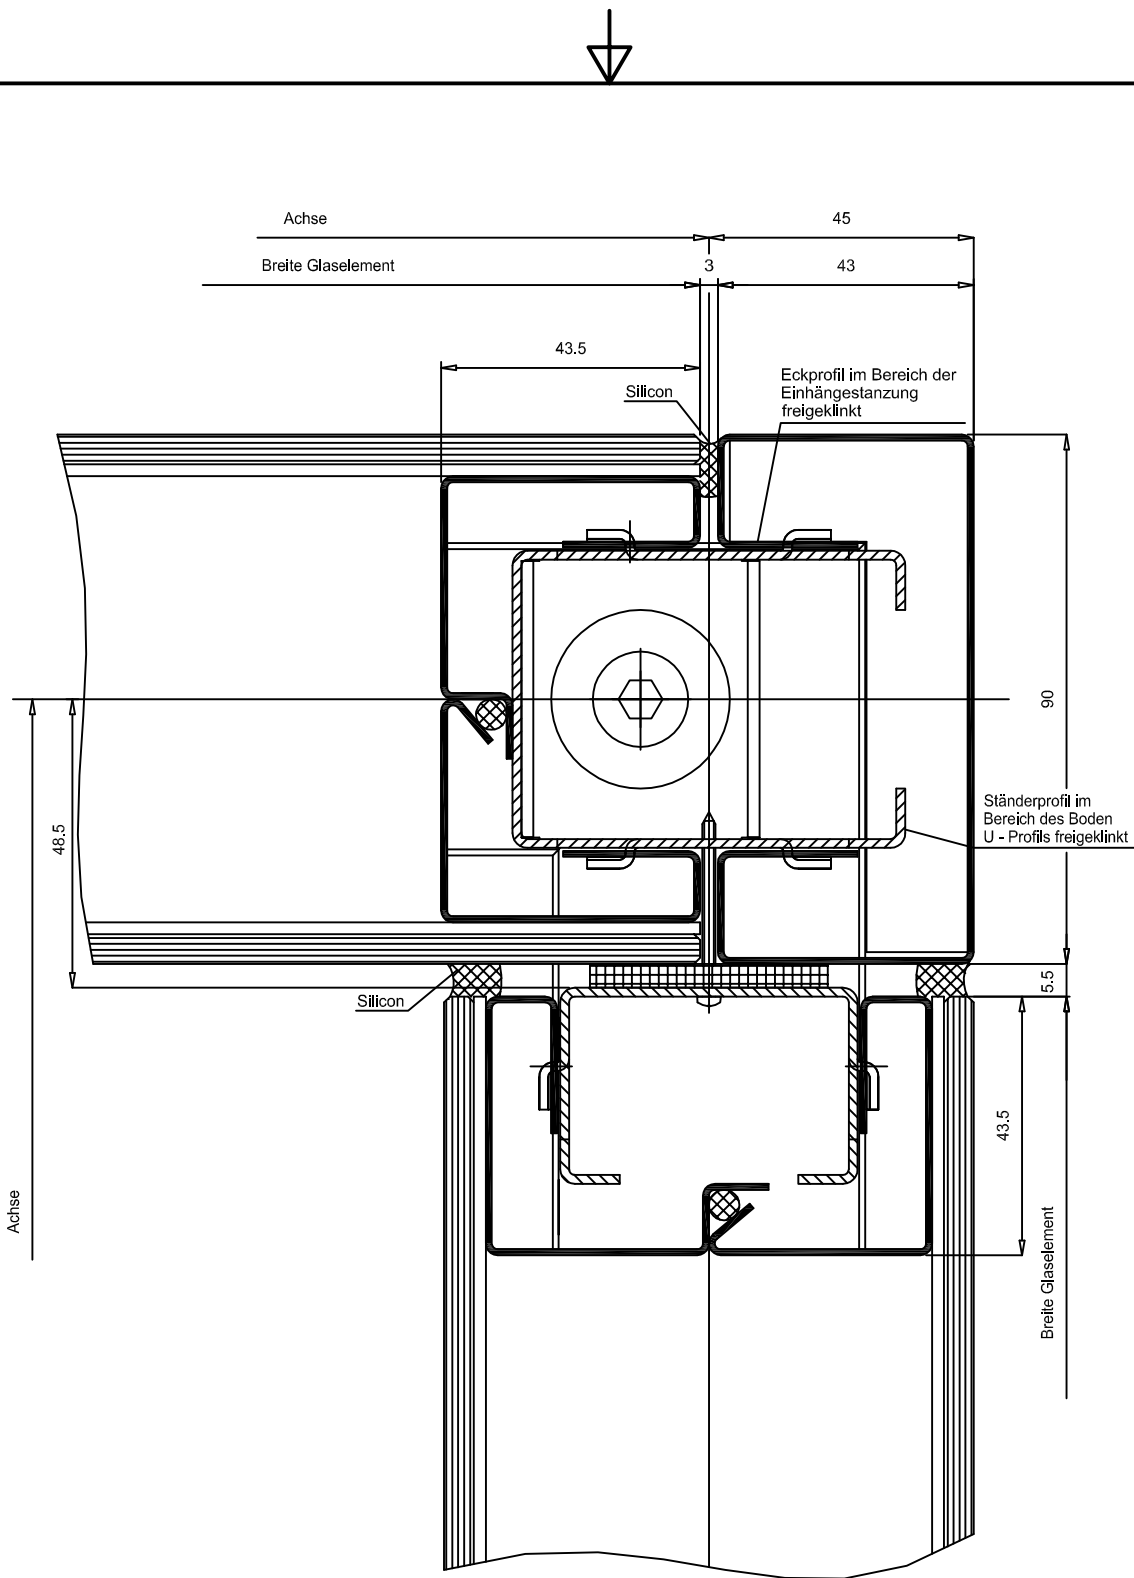 Achse
45
Breite Glaselement
3
43
43.5
Silicon
Eckprofil im Bereich der
Einhängestanzung
freigeklinkt
90
Ständerprofil im
Bereich des Boden
U - Profils freigeklinkt
48.5
5.5
Silicon
43.5
Achse
Breite Glaselement